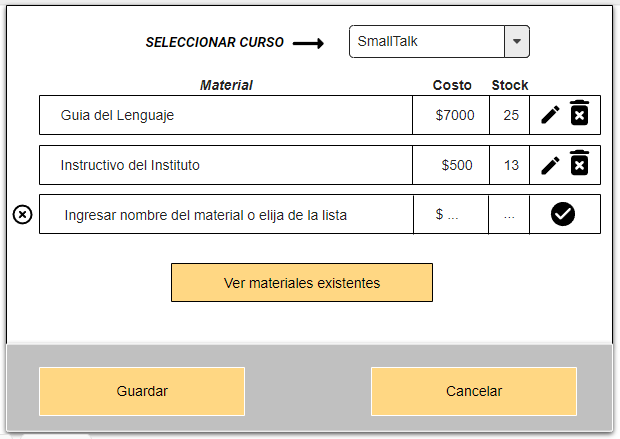 SELECCIONAR CURSO SmallTalk
Material Costo Stock
Guía del Lenguaje $7000 25
Instructivo del Instituto $500 13
Ingresar nombre del material o elija de la lista $ ... ...
Ver materiales existentes
Guardar Cancelar